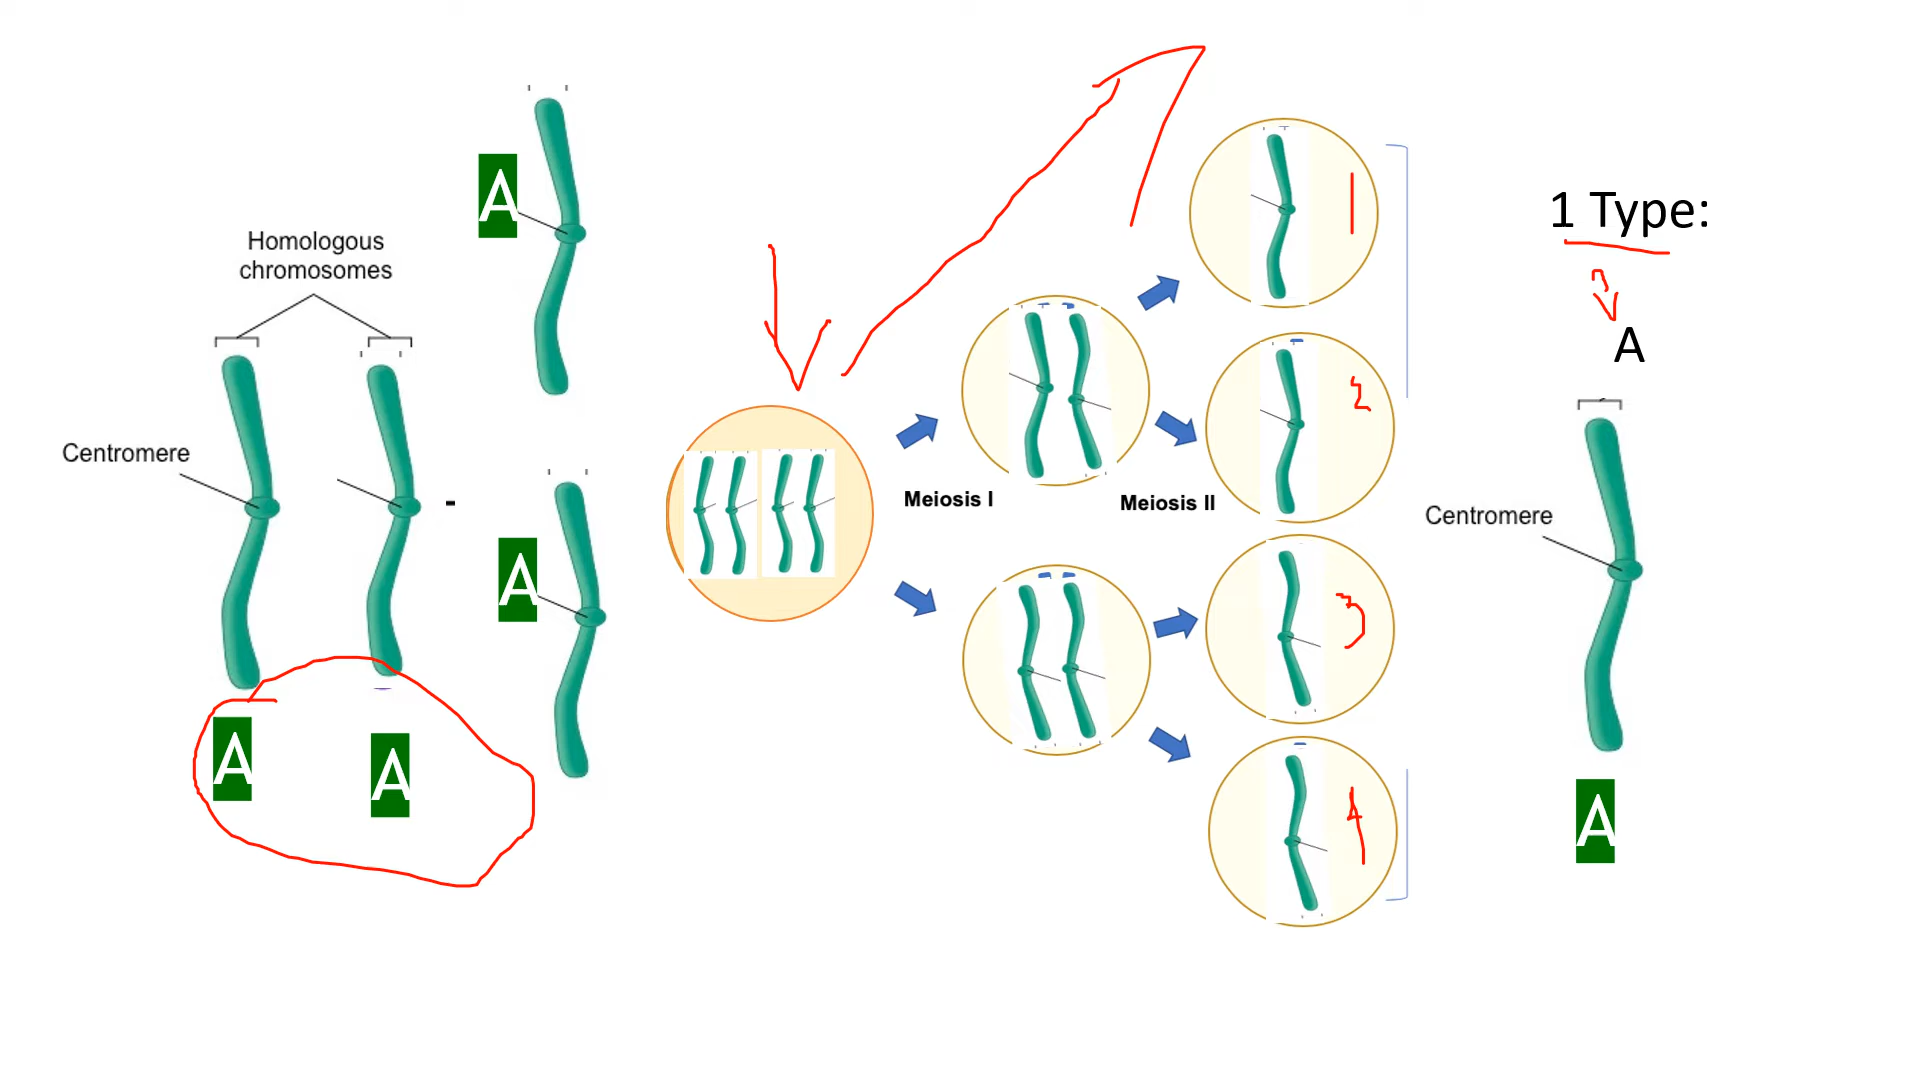 A
Homologous
chromosomes
Centromere
-
A
A
A
Meiosis I
Meiosis II
1
2
3
4
1 Type:
A
Centromere
A